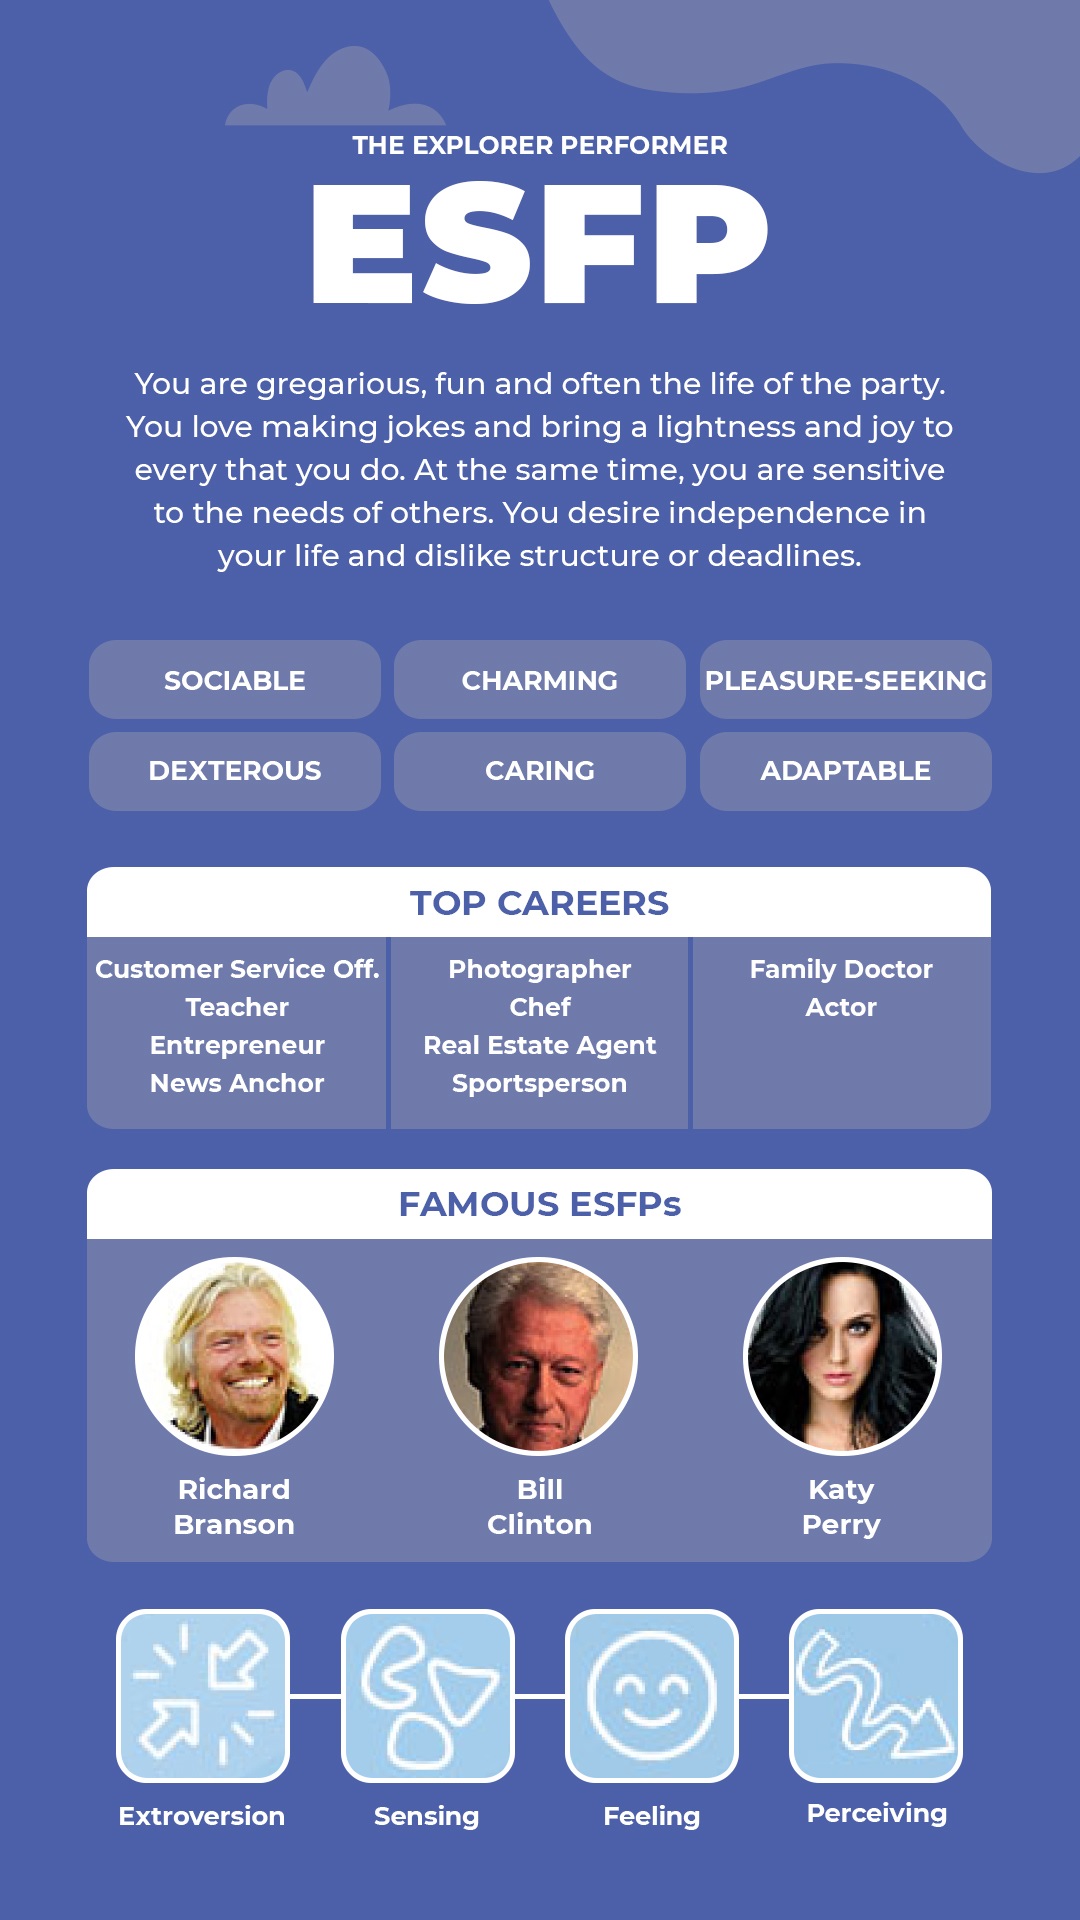 THE EXPLORER PERFORMER
ESFP
You are gregarious, fun and often the life of the party.
You love making jokes and bring a lightness and joy to
every that you do. At the same time, you are sensitive
to the needs of others. You desire independence in
your life and dislike structure or deadlines.
SOCIABLE
CHARMING
PLEASURE-SEEKING
DEXTEROUS
CARING
ADAPTABLE
TOP CAREERS
Customer Service Off.
Teacher
Entrepreneur
News Anchor
Photographer
Chef
Real Estate Agent
Sportsperson
Family Doctor
Actor
FAMOUS ESFPs
Richard
Branson
Bill
Clinton
Katy
Perry
Extroversion
Sensing
Feeling
Perceiving